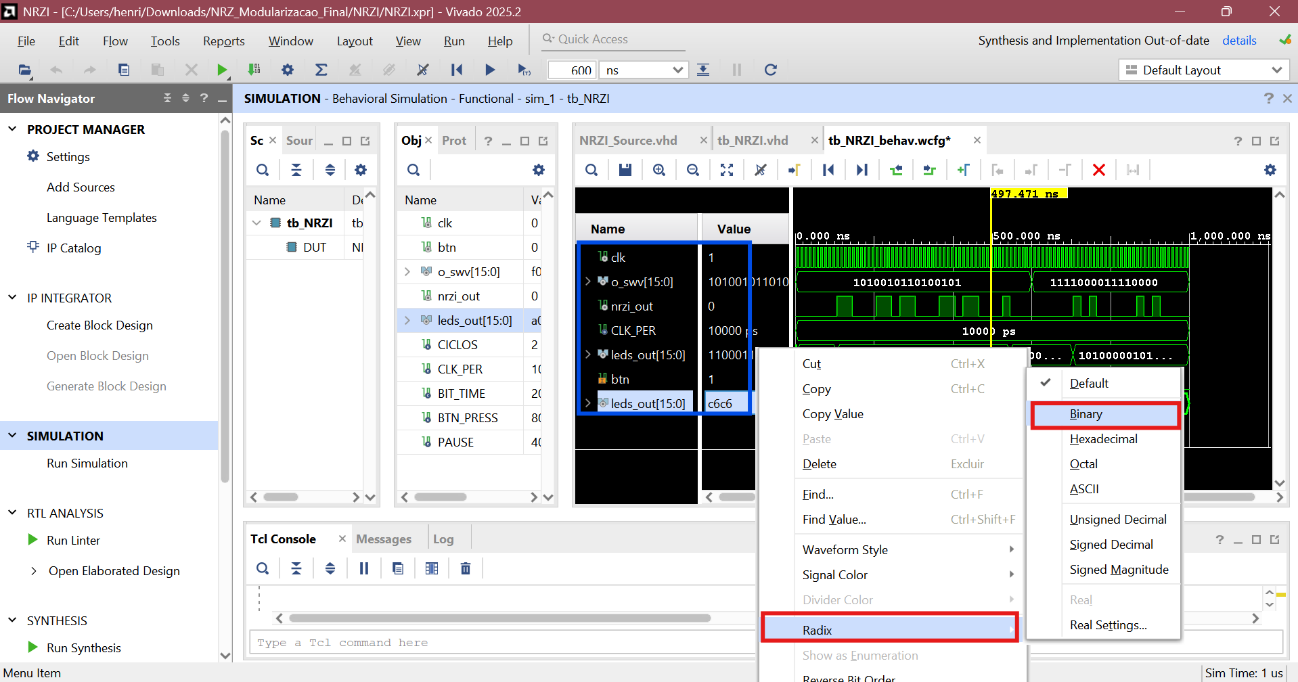 NRZI - [C:/Users/henri/Downloads/NRZ_Modularizacao_Final/NRZI/NRZI.xpr] - Vivado 2025.2
File Edit Flow Tools Reports Window Layout View Run Help Quick Access
Synthesis and Implementation Out-of-date details
600 ns
Default Layout
Flow Navigator
SIMULATION - Behavioral Simulation - Functional - sim_1 - tb_NRZI
PROJECT MANAGER
Settings
Add Sources
Language Templates
IP Catalog
IP INTEGRATOR
Create Block Design
Open Block Design
Generate Block Design
SIMULATION
Run Simulation
RTL ANALYSIS
Run Linter
Open Elaborated Design
SYNTHESIS
Run Synthesis
Sc Sour
Name De
tb_NRZI tb
DUT NI
Obj Prot
Name Va
clk 0
btn 0
o_swv[15:0] f0
nrzi_out 0
leds_out[15:0] a0
CICLOS 2
CLK_PER 10
BIT_TIME 20
BTN_PRESS 80
PAUSE 40
NRZI_Source.vhd tb_NRZI.vhd tb_NRZI_behav.wcfg*
Name Value
clk 1
o_swv[15:0] 101001011010
nrzi_out 0
CLK_PER 10000 ps
leds_out[15:0] 1100011
btn 1
leds_out[15:0] c6c6
497.471 ns
0.000 ns 500.000 ns 1,000.000 ns
1010010110100101 1111000011110000
10000 ps
00... 10100000101...
Cut Ctrl+X
Copy Ctrl+C
Copy Value
Paste Ctrl+V
Delete Excluir
Find... Ctrl+F
Find Value... Ctrl+Shift+F
Waveform Style
Signal Color
Divider Color
Radix
Show as Enumeration
Reverse Bit Order
Default
Binary
Hexadecimal
Octal
ASCII
Unsigned Decimal
Signed Decimal
Signed Magnitude
Real
Real Settings...
Tcl Console Messages Log
Type a Tcl command here
Menu Item
Sim Time: 1 us